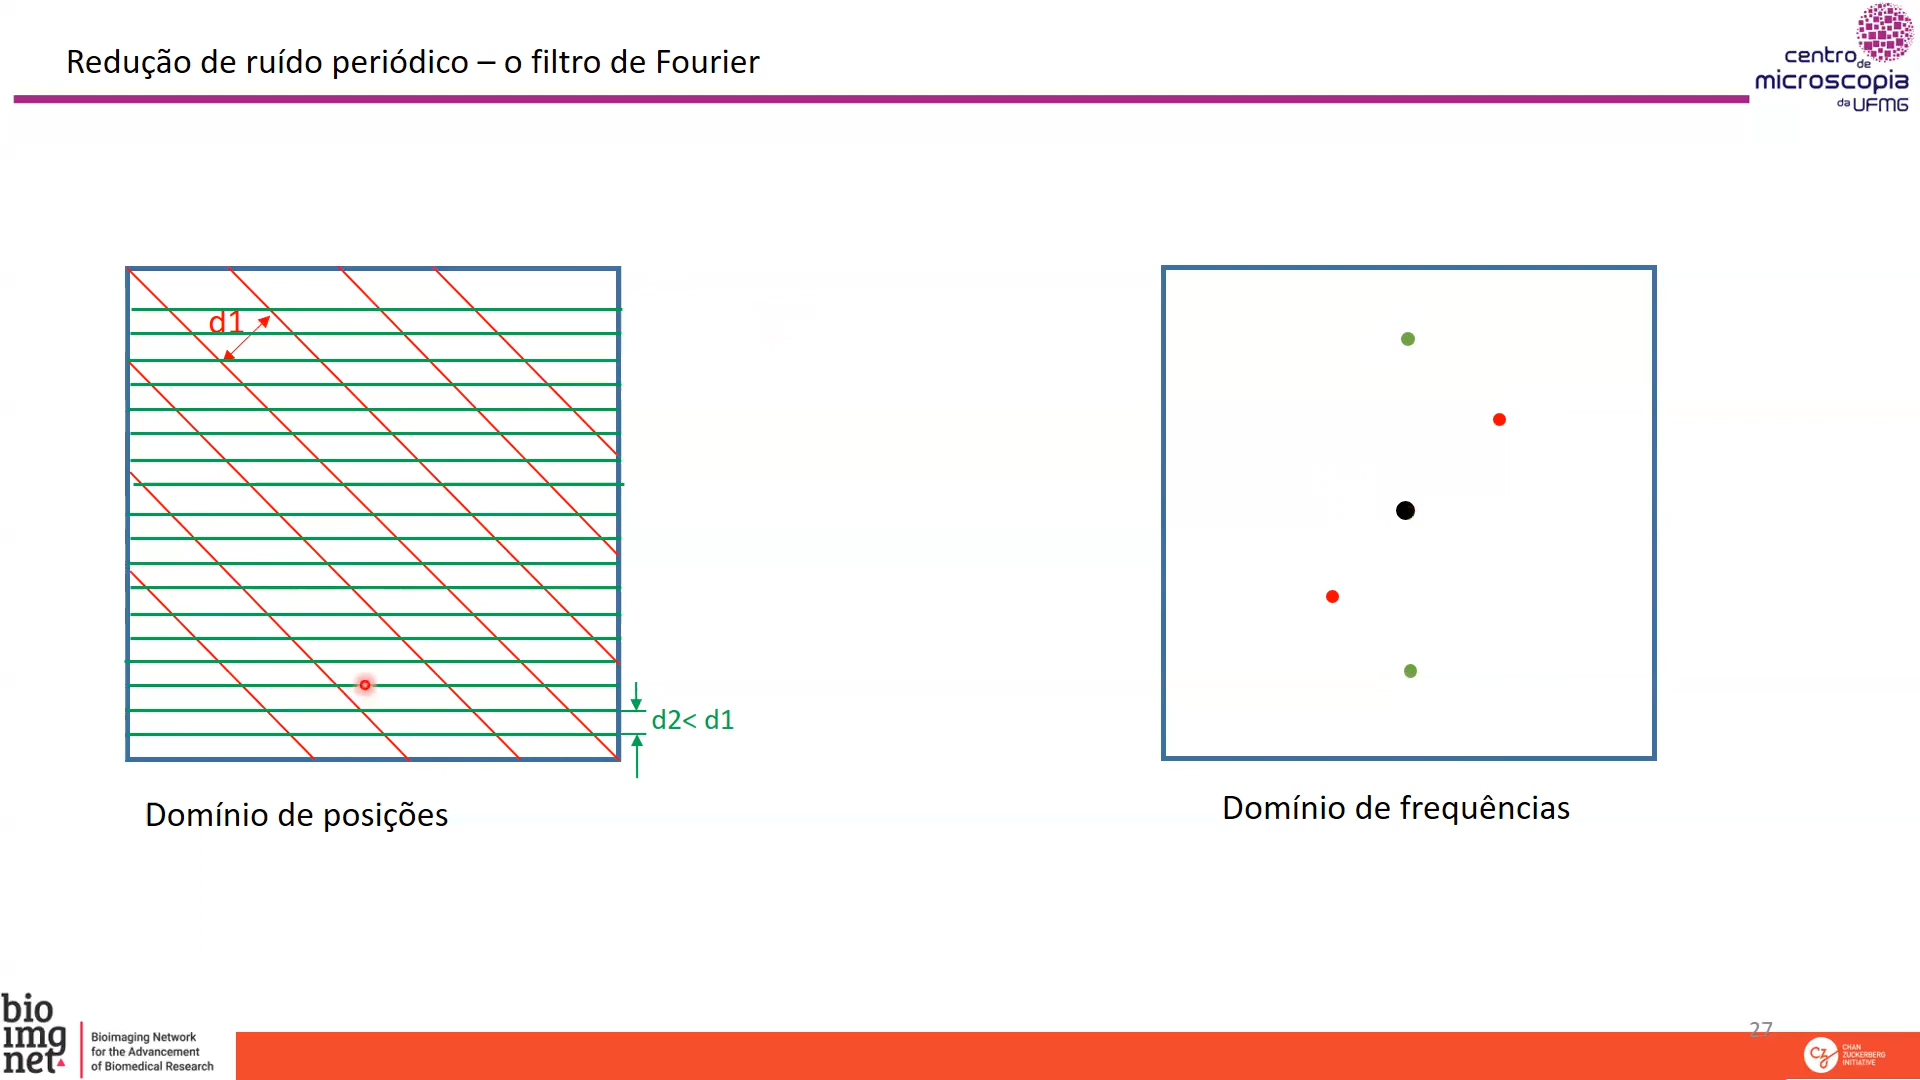 Redução de ruído periódico – o filtro de Fourier
centro de
microscopia
da UFMG
d1
d2< d1
Domínio de posições
Domínio de frequências
27
bio
img
net
Bioimaging Network
for the Advancement
of Biomedical Research
CZ
CHAN
ZUCKERBERG
INITIATIVE